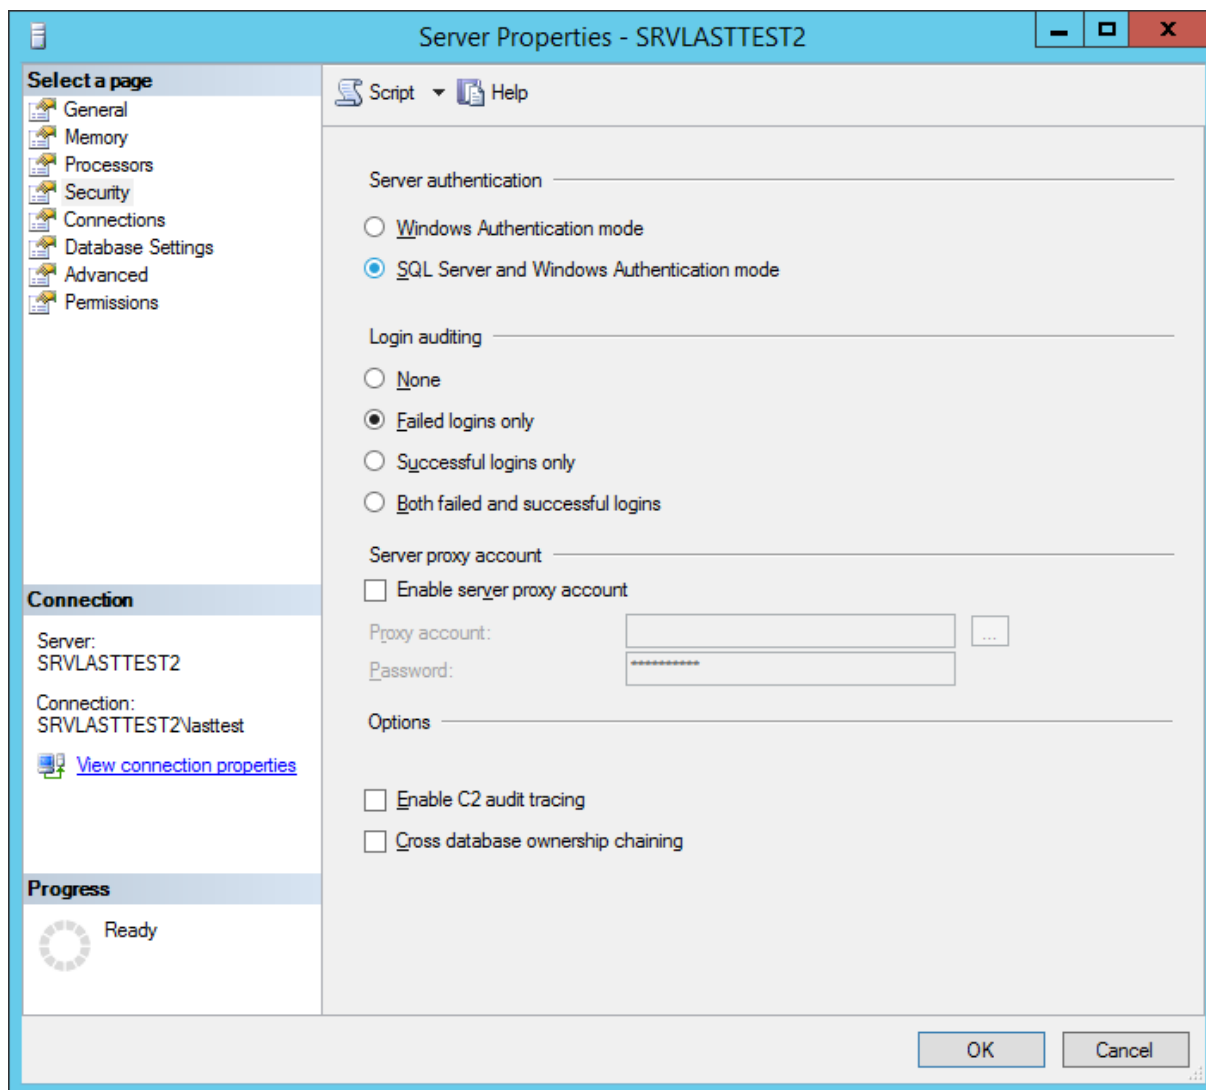 Server Properties - SRVLASTTEST2
Select a page
General
Memory
Processors
Security
Connections
Database Settings
Advanced
Permissions
Script
Help
Server authentication
Windows Authentication mode
SQL Server and Windows Authentication mode
Login auditing
None
Failed logins only
Successful logins only
Both failed and successful logins
Server proxy account
Enable server proxy account
Proxy account:
...
Password:
**********
Options
Enable C2 audit tracing
Cross database ownership chaining
Connection
Server:
SRVLASTTEST2
Connection:
SRVLASTTEST2\lasttest
View connection properties
Progress
Ready
OK
Cancel